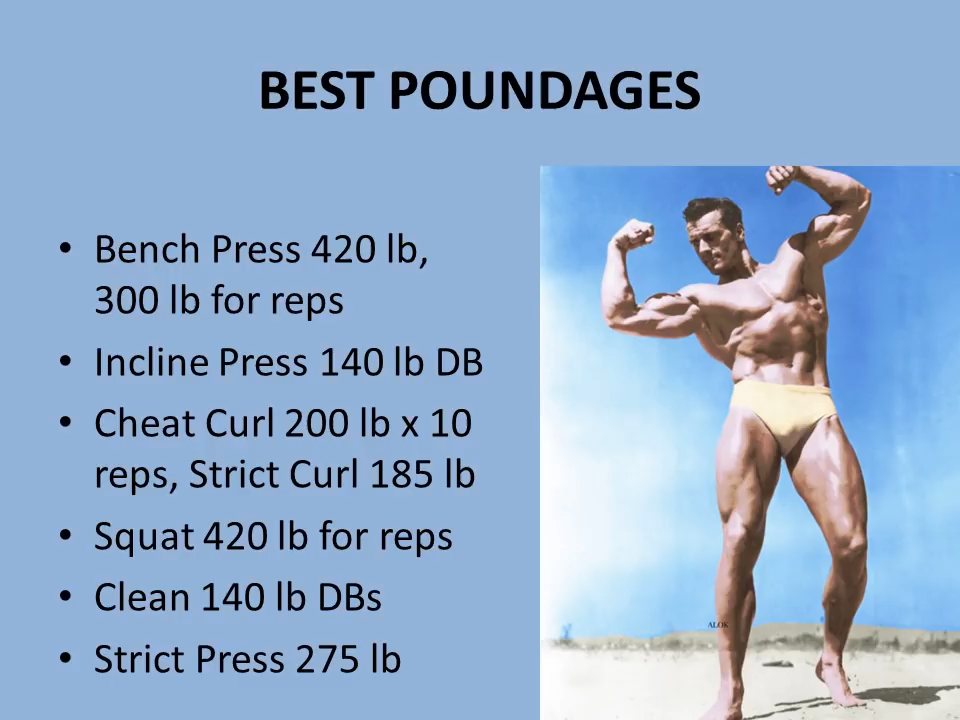 BEST POUNDAGES
• Bench Press 420 lb,
300 lb for reps
• Incline Press 140 lb DB
• Cheat Curl 200 lb x 10
reps, Strict Curl 185 lb
• Squat 420 lb for reps
• Clean 140 lb DBs
• Strict Press 275 lb
ALOK